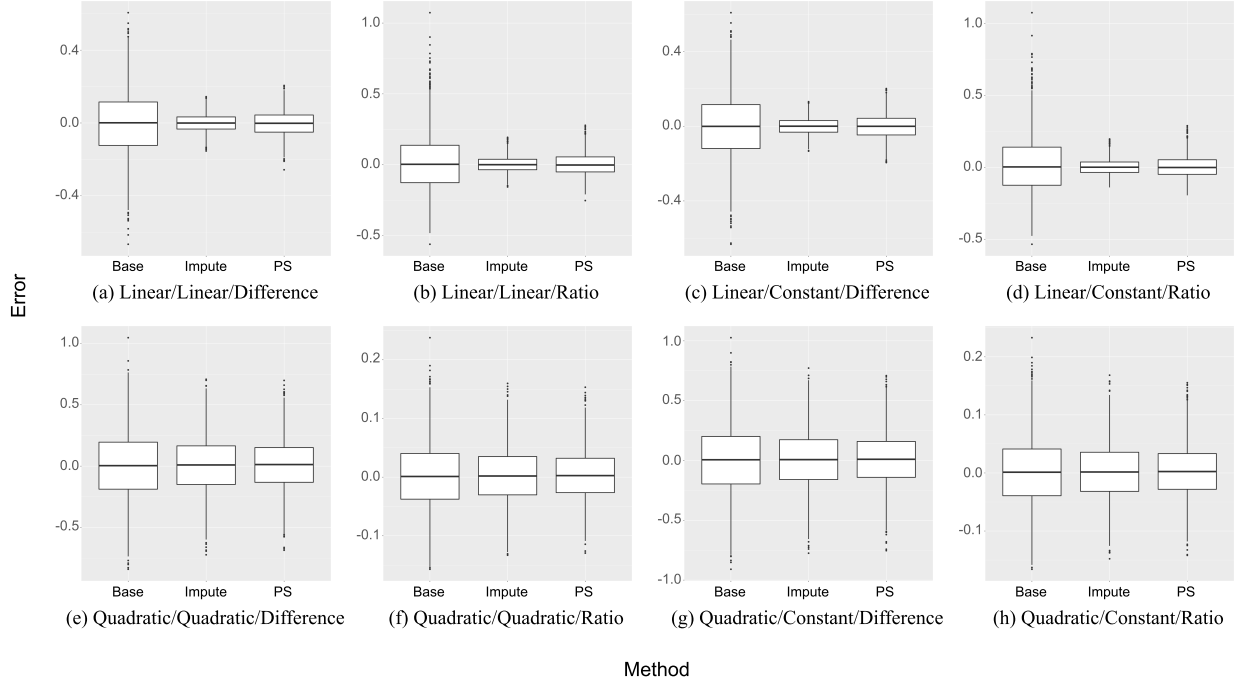 0.4
0.0
-0.4
Base Impute PS
(a) Linear/Linear/Difference
1.0
0.5
0.0
-0.5
Base Impute PS
(b) Linear/Linear/Ratio
0.4
0.0
-0.4
Base Impute PS
(c) Linear/Constant/Difference
1.0
0.5
0.0
-0.5
Base Impute PS
(d) Linear/Constant/Ratio
Error
1.0
0.5
0.0
-0.5
Base Impute PS
(e) Quadratic/Quadratic/Difference
0.2
0.1
0.0
-0.1
Base Impute PS
(f) Quadratic/Quadratic/Ratio
1.0
0.5
0.0
-0.5
-1.0
Base Impute PS
(g) Quadratic/Constant/Difference
0.2
0.1
0.0
-0.1
Base Impute PS
(h) Quadratic/Constant/Ratio
Method